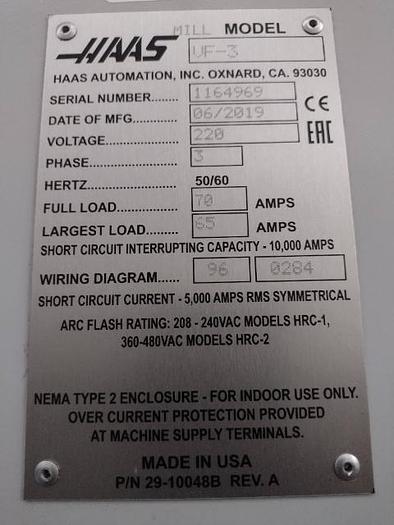 HAAS MILL MODEL
VF-3
HAAS AUTOMATION, INC. OXNARD, CA. 93030
SERIAL NUMBER....... 1164969
DATE OF MFG............ 06/2019 CE
VOLTAGE.................. 220 EAC
PHASE...................... 3
HERTZ...................... 50/60
FULL LOAD............... 70 AMPS
LARGEST LOAD........ 65 AMPS
SHORT CIRCUIT INTERRUPTING CAPACITY - 10,000 AMPS
WIRING DIAGRAM...... 96 0284
SHORT CIRCUIT CURRENT - 5,000 AMPS RMS SYMMETRICAL
ARC FLASH RATING: 208 - 240VAC MODELS HRC-1,
360-480VAC MODELS HRC-2
NEMA TYPE 2 ENCLOSURE - FOR INDOOR USE ONLY.
OVER CURRENT PROTECTION PROVIDED
AT MACHINE SUPPLY TERMINALS.
MADE IN USA
P/N 29-10048B REV. A